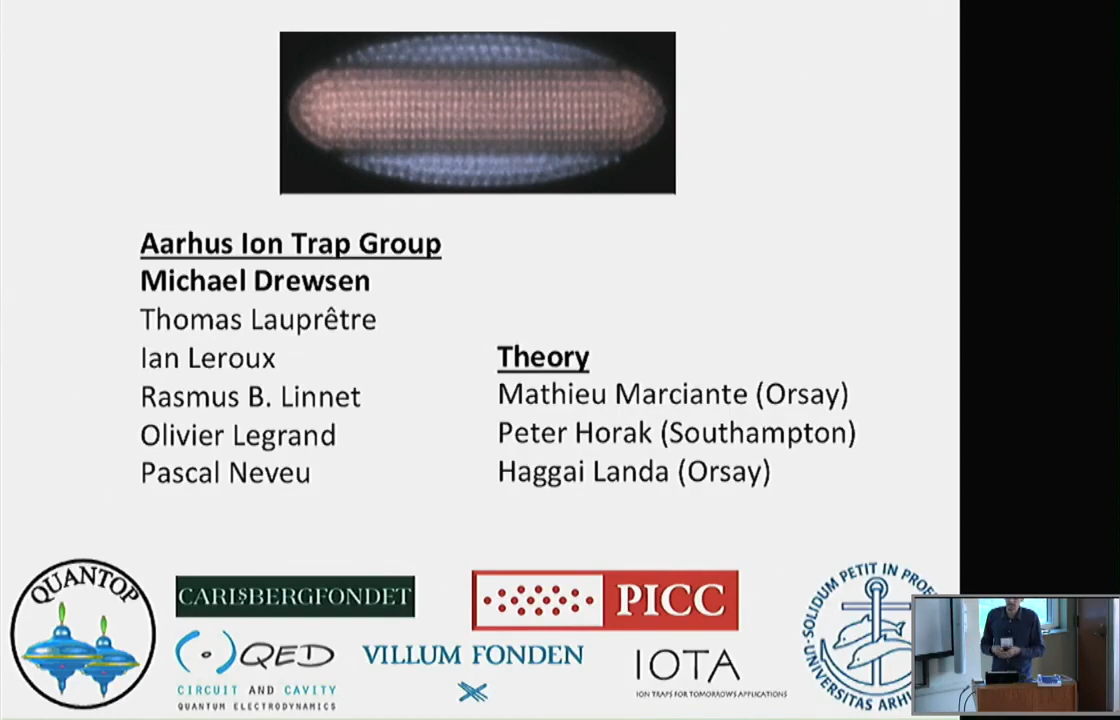 Aarhus Ion Trap Group
Michael Drewsen
Thomas Lauprêtre
Ian Leroux
Rasmus B. Linnet
Olivier Legrand
Pascal Neveu
Theory
Mathieu Marciante (Orsay)
Peter Horak (Southampton)
Haggai Landa (Orsay)
QUANTOP
CARLSBERGFONDET
QED
CIRCUIT AND CAVITY
QUANTUM ELECTRODYNAMICS
VILLUM FONDEN
PICC
IOTA
ION TRAPS FOR TOMORROWS APPLICATIONS
SOLIDUM PETIT IN PROF
UNIVERSITAS ARH